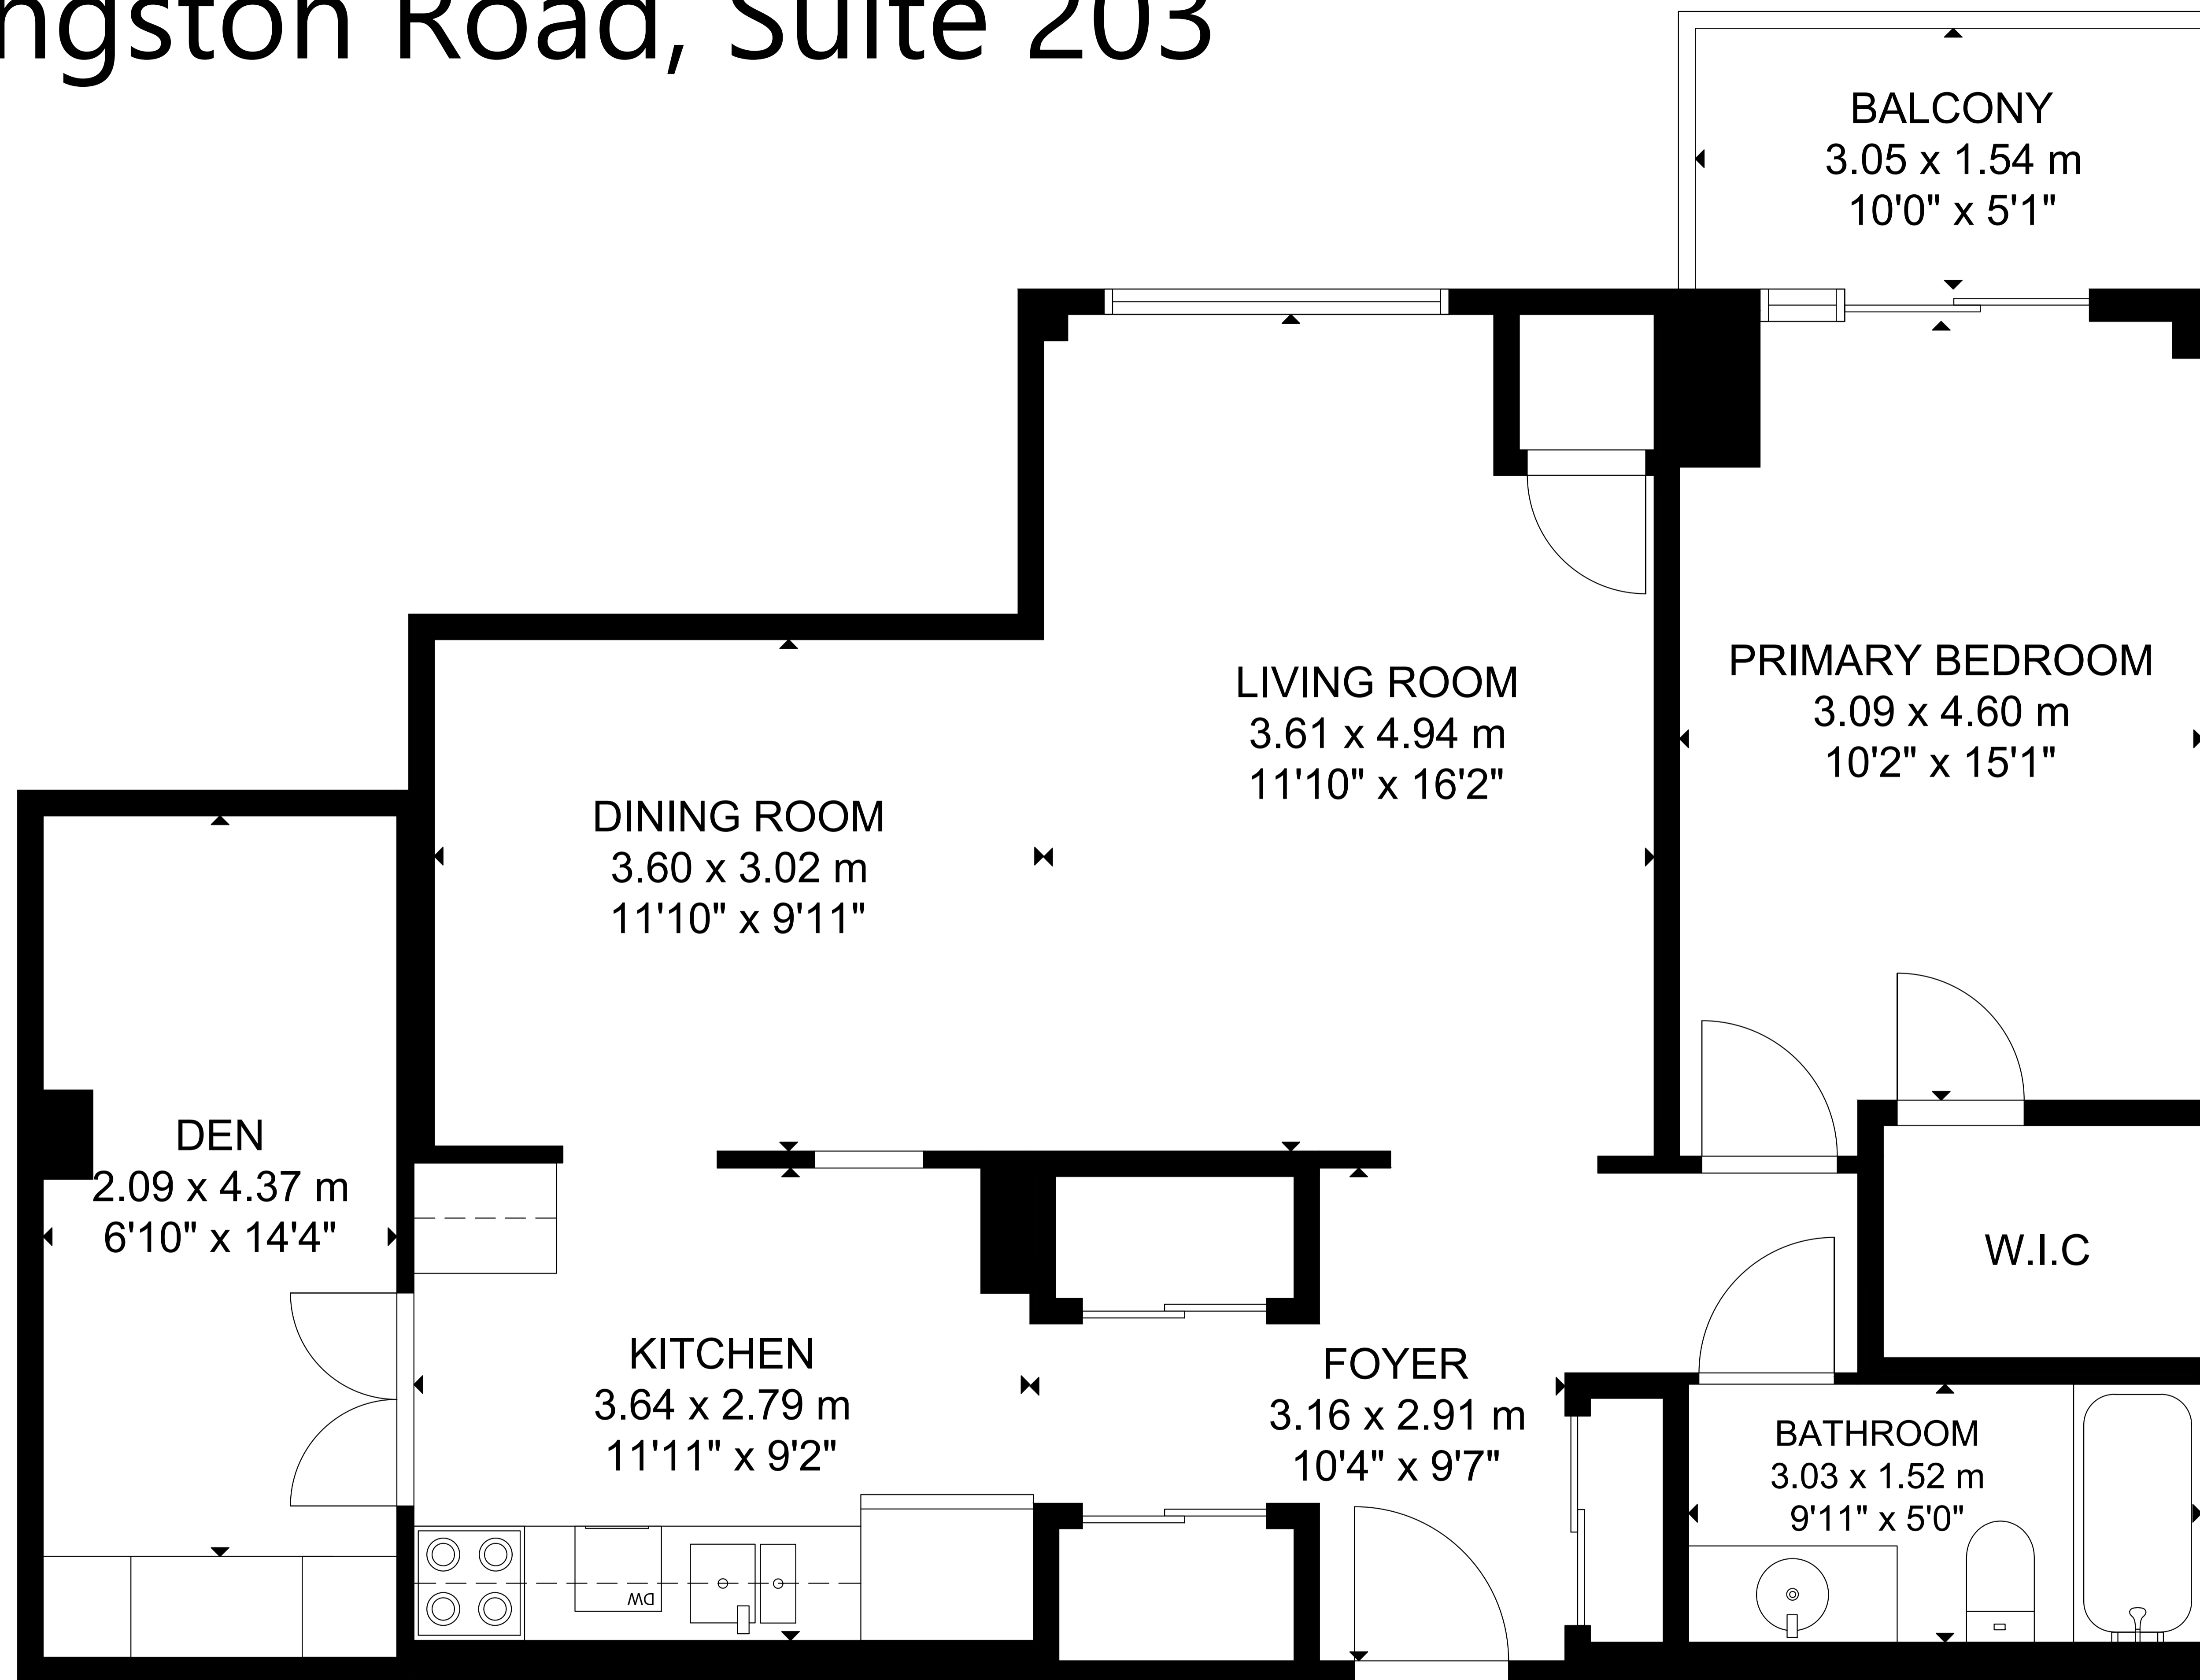 ngston Road, Suite 203
BALCONY
3.05 x 1.54 m
10'0" x 5'1"
LIVING ROOM
3.61 x 4.94 m
11'10" x 16'2"
PRIMARY BEDROOM
3.09 x 4.60 m
10'2" x 15'1"
DINING ROOM
3.60 x 3.02 m
11'10" x 9'11"
DEN
2.09 x 4.37 m
6'10" x 14'4"
W.I.C
KITCHEN
3.64 x 2.79 m
11'11" x 9'2"
FOYER
3.16 x 2.91 m
10'4" x 9'7"
BATHROOM
3.03 x 1.52 m
9'11" x 5'0"
DW